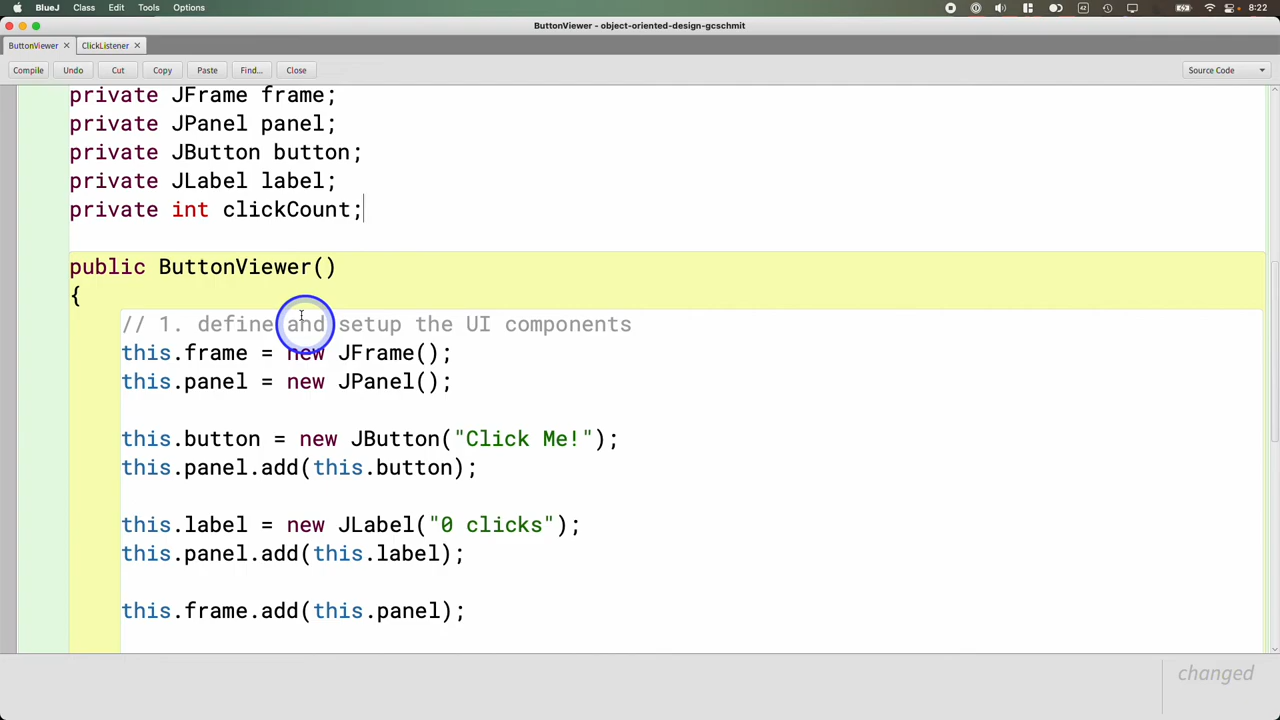 BlueJ Class Edit Tools Options 8:22
ButtonViewer - object-oriented-design-gcschmit
ButtonViewer ClickListener
Compile Undo Cut Copy Paste Find... Close Source Code
private JFrame frame;
private JPanel panel;
private JButton button;
private JLabel label;
private int clickCount;
public ButtonViewer()
{
// 1. define and setup the UI components
this.frame = new JFrame();
this.panel = new JPanel();
this.button = new JButton("Click Me!");
this.panel.add(this.button);
this.label = new JLabel("0 clicks");
this.panel.add(this.label);
this.frame.add(this.panel);
changed